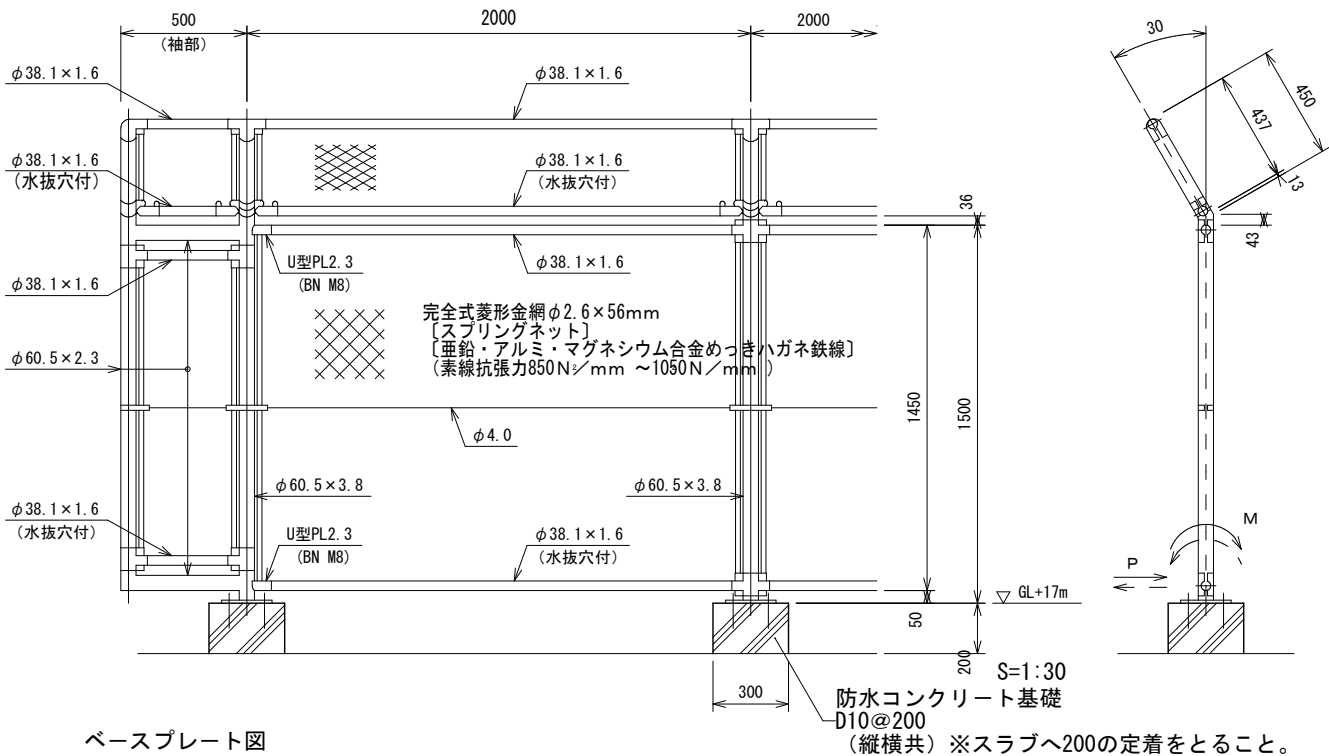 500
(袖部)
2000
2000
φ38.1×1.6
φ38.1×1.6
φ38.1×1.6
(水抜穴付)
φ38.1×1.6
(水抜穴付)
U型PL2.3
(BN M8)
φ38.1×1.6
φ38.1×1.6
完全式菱形金網φ2.6×56mm
〔スプリングネット〕
〔亜鉛・アルミ・マグネシウム合金めっきハガネ鉄線〕
(素線抗張力850N/mm² ~1050N/mm²)
φ60.5×2.3
φ4.0
φ60.5×3.8
φ60.5×3.8
φ38.1×1.6
(水抜穴付)
U型PL2.3
(BN M8)
φ38.1×1.6
(水抜穴付)
36
1450
1500
50
200
▽ GL+17m
300
30
450
437
13
43
M
P
S=1:30
防水コンクリート基礎
D10@200
(縦横共)※スラブへ200の定着をとること。
ベースプレート図